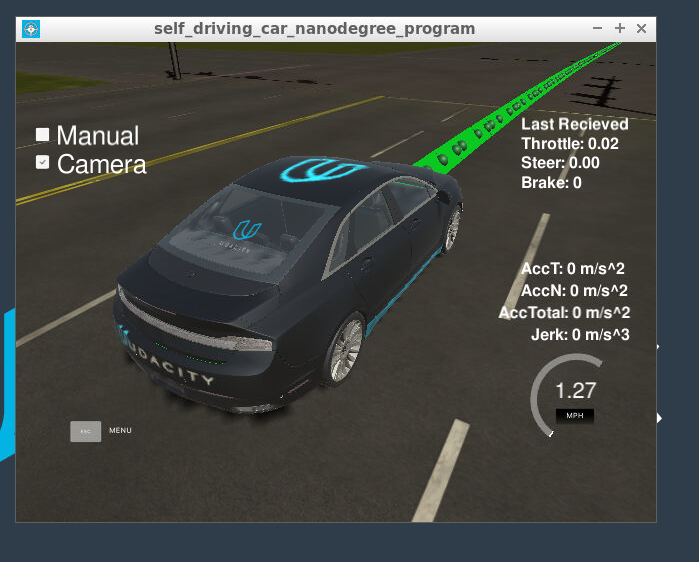 self_driving_car_nanodegree_program
Manual
Camera
Last Recieved
Throttle: 0.02
Steer: 0.00
Brake: 0
AccT: 0 m/s^2
AccN: 0 m/s^2
AccTotal: 0 m/s^2
Jerk: 0 m/s^3
1.27
MPH
UDACITY
UDACITY
ESC
MENU